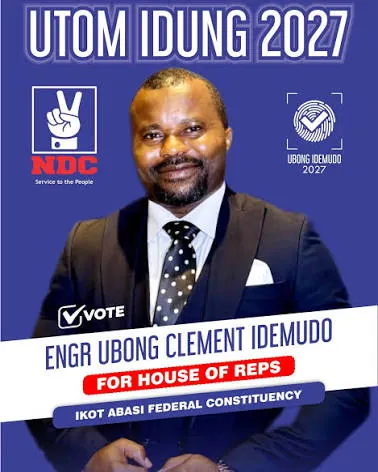 UTOM IDUNG 2027
NDC
Service to the People
UBONG IDEMUDO
2027
VOTE
ENGR UBONG CLEMENT IDEMUDO
FOR HOUSE OF REPS
IKOT ABASI FEDERAL CONSTITUENCY